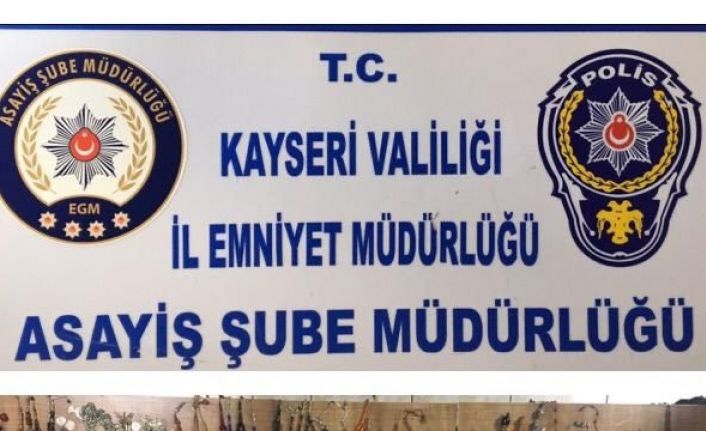 T.C.
KAYSERİ VALİLİĞİ
İL EMNİYET MÜDÜRLÜĞÜ
ASAYİŞ ŞUBE MÜDÜRLÜĞÜ
ASAYİŞ ŞUBE MÜDÜRLÜĞÜ
EGM
POLİS